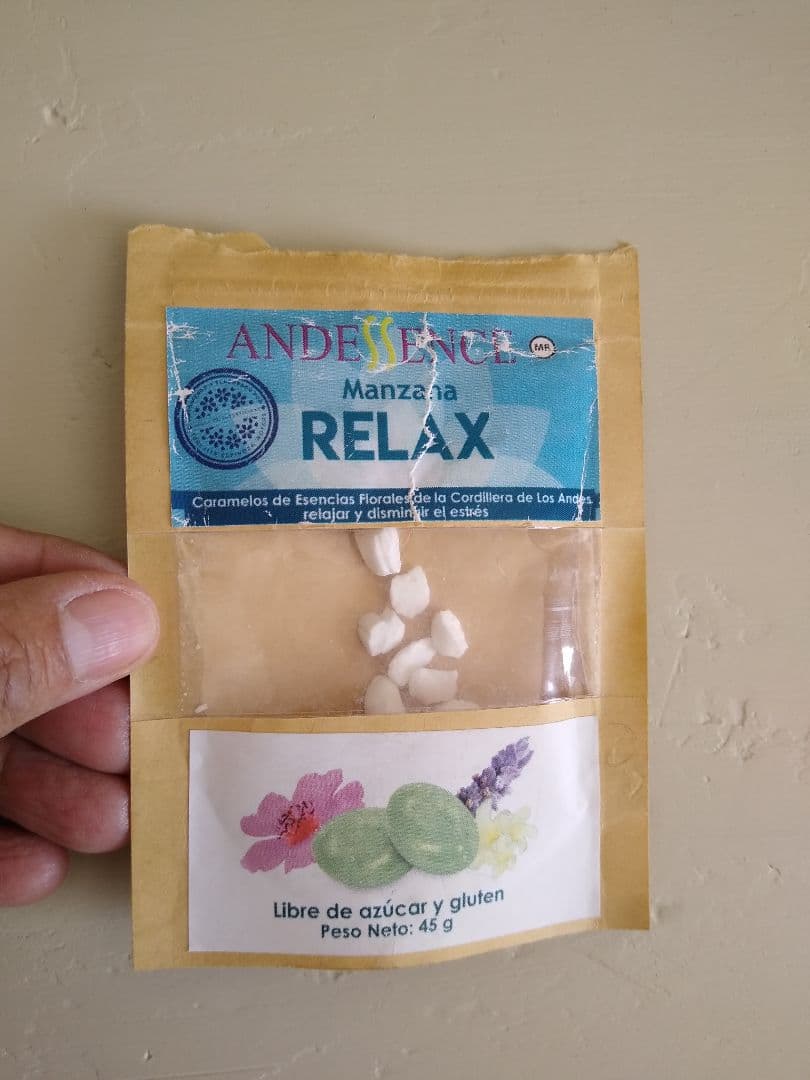 ANDESSENCE MR
Manzana
RELAX
Caramelos de Esencias Florales de la Cordillera de Los Andes
relajar y disminuir el estrés
Libre de azúcar y gluten
Peso Neto: 45 g